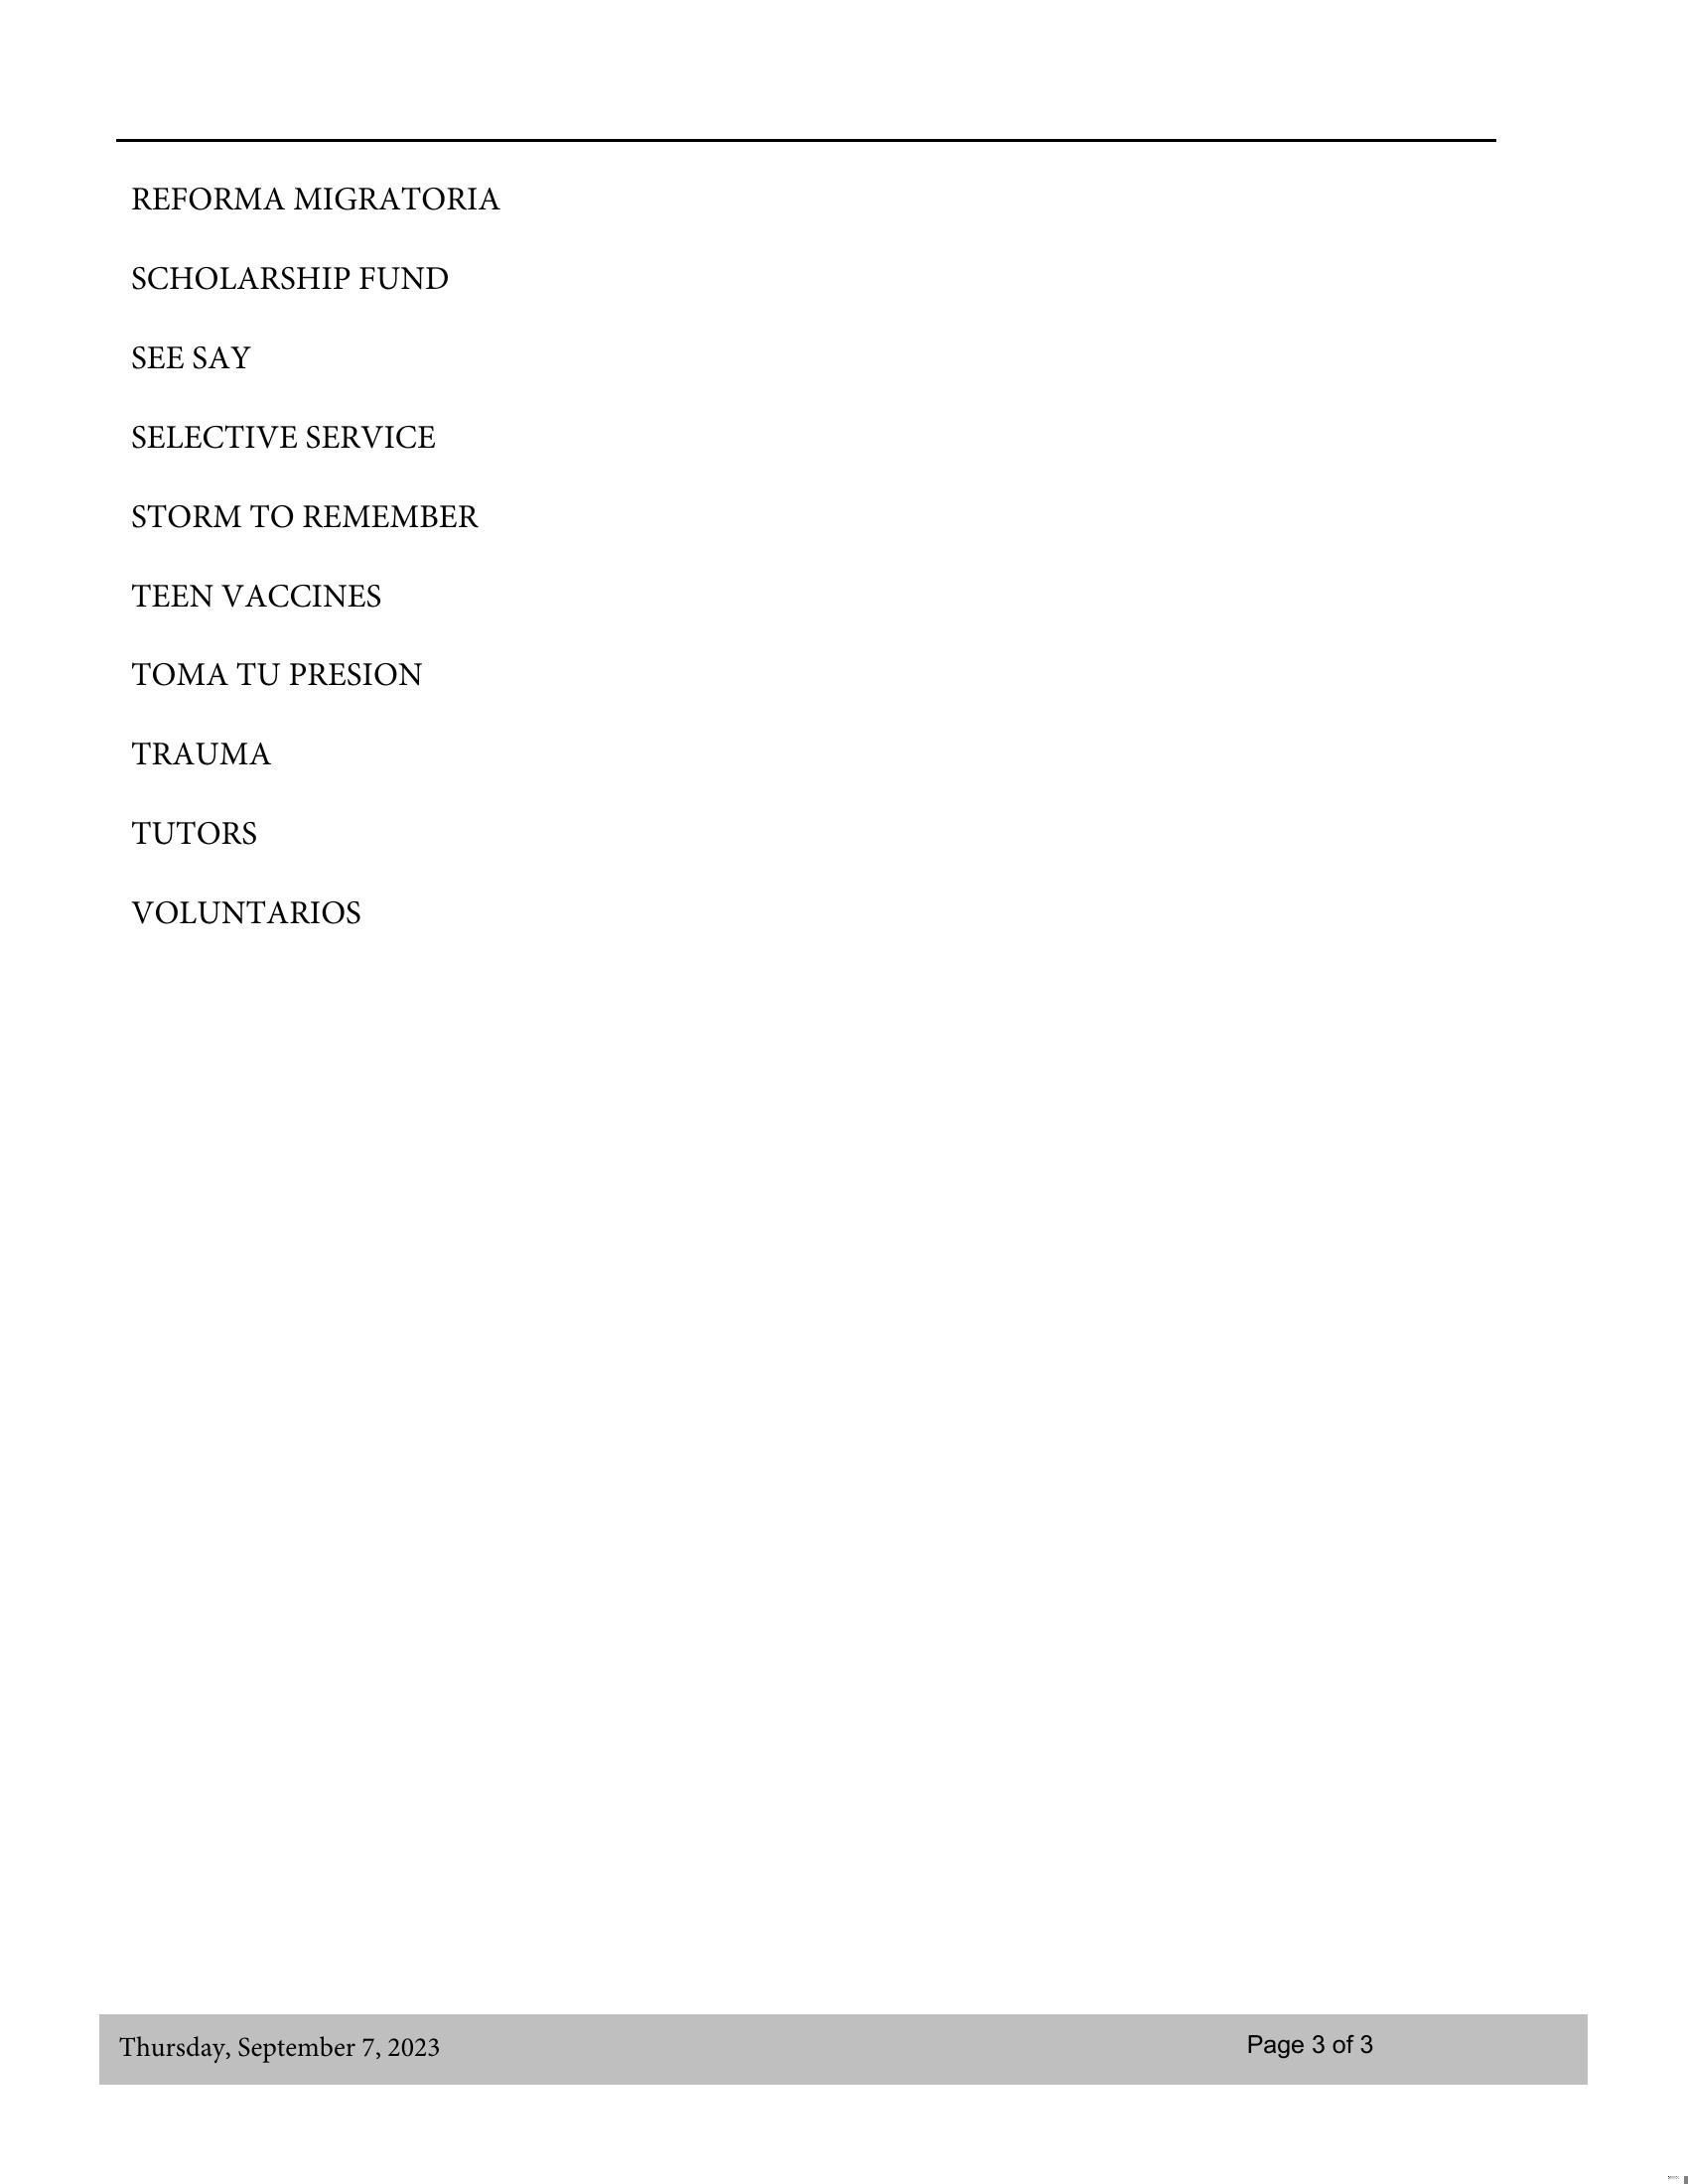 REFORMA MIGRATORIA
SCHOLARSHIP FUND
SEE SAY
SELECTIVE SERVICE
STORM TO REMEMBER
TEEN VACCINES
TOMA TU PRESION
TRAUMA
TUTORS
VOLUNTARIOS
Thursday, September 7, 2023 Page 3 of 3